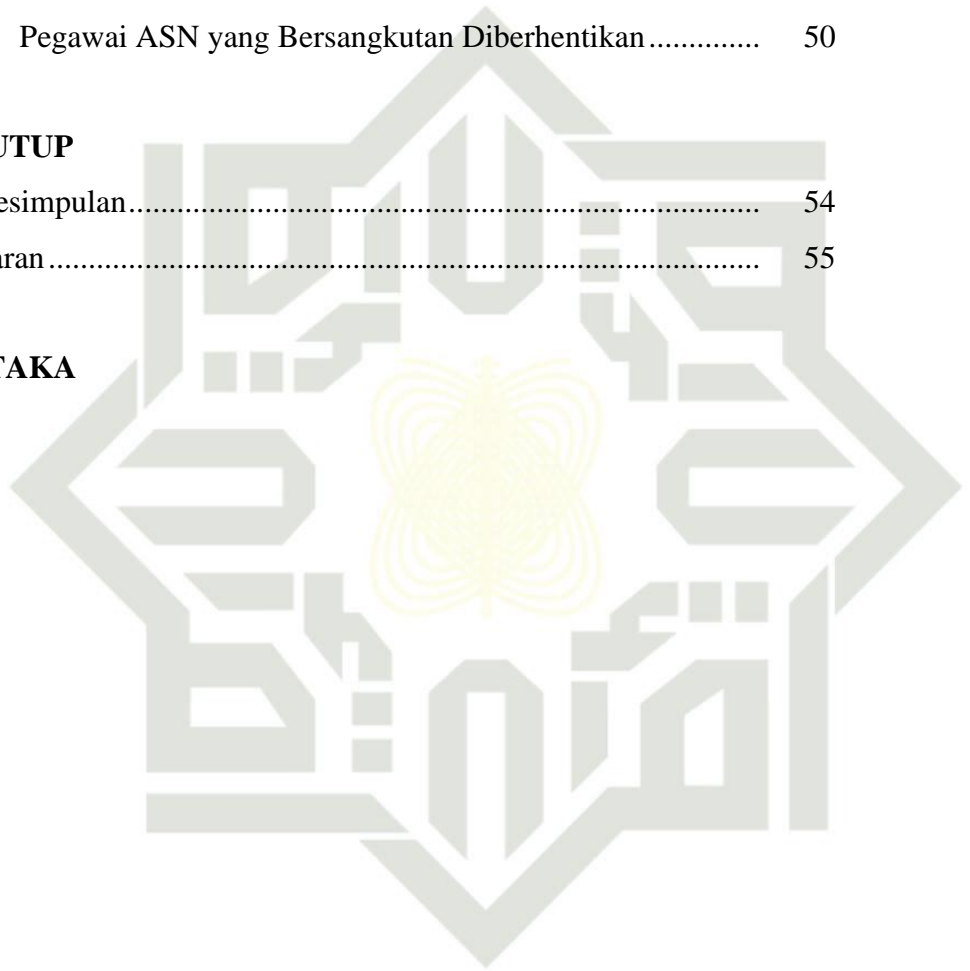 Pegawai ASN yang Bersangkutan Diberhentikan.............. 50
UTUP
esimpulan............................................................................... 54
aran......................................................................................... 55
TAKA